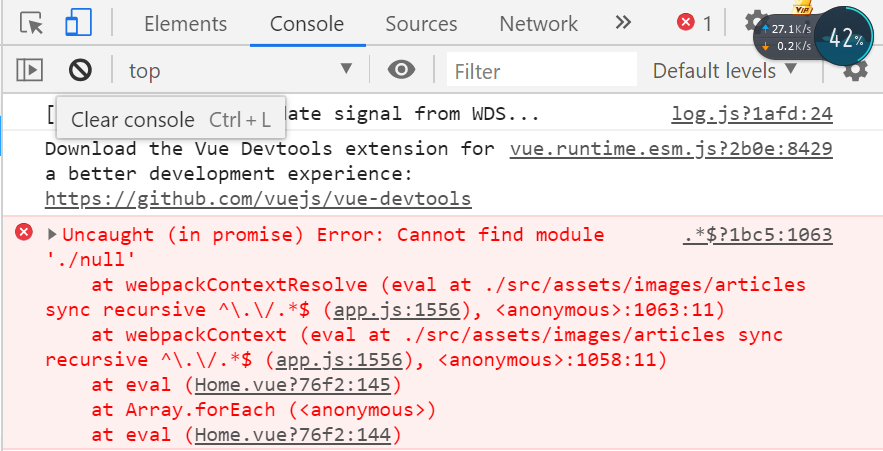 Elements Console Sources Network » 1
VIP
27.1K/s
0.2K/s
42%
top Filter Default levels
[ ate signal from WDS... log.js?1afd:24
Clear console Ctrl + L
Download the Vue Devtools extension for vue.runtime.esm.js?2b0e:8429
a better development experience:
https://github.com/vuejs/vue-devtools
Uncaught (in promise) Error: Cannot find module .*$?1bc5:1063
'./null'
at webpackContextResolve (eval at ./src/assets/images/articles
sync recursive ^\.\/.*$ (app.js:1556), <anonymous>:1063:11)
at webpackContext (eval at ./src/assets/images/articles sync
recursive ^\.\/.*$ (app.js:1556), <anonymous>:1058:11)
at eval (Home.vue?76f2:145)
at Array.forEach (<anonymous>)
at eval (Home.vue?76f2:144)